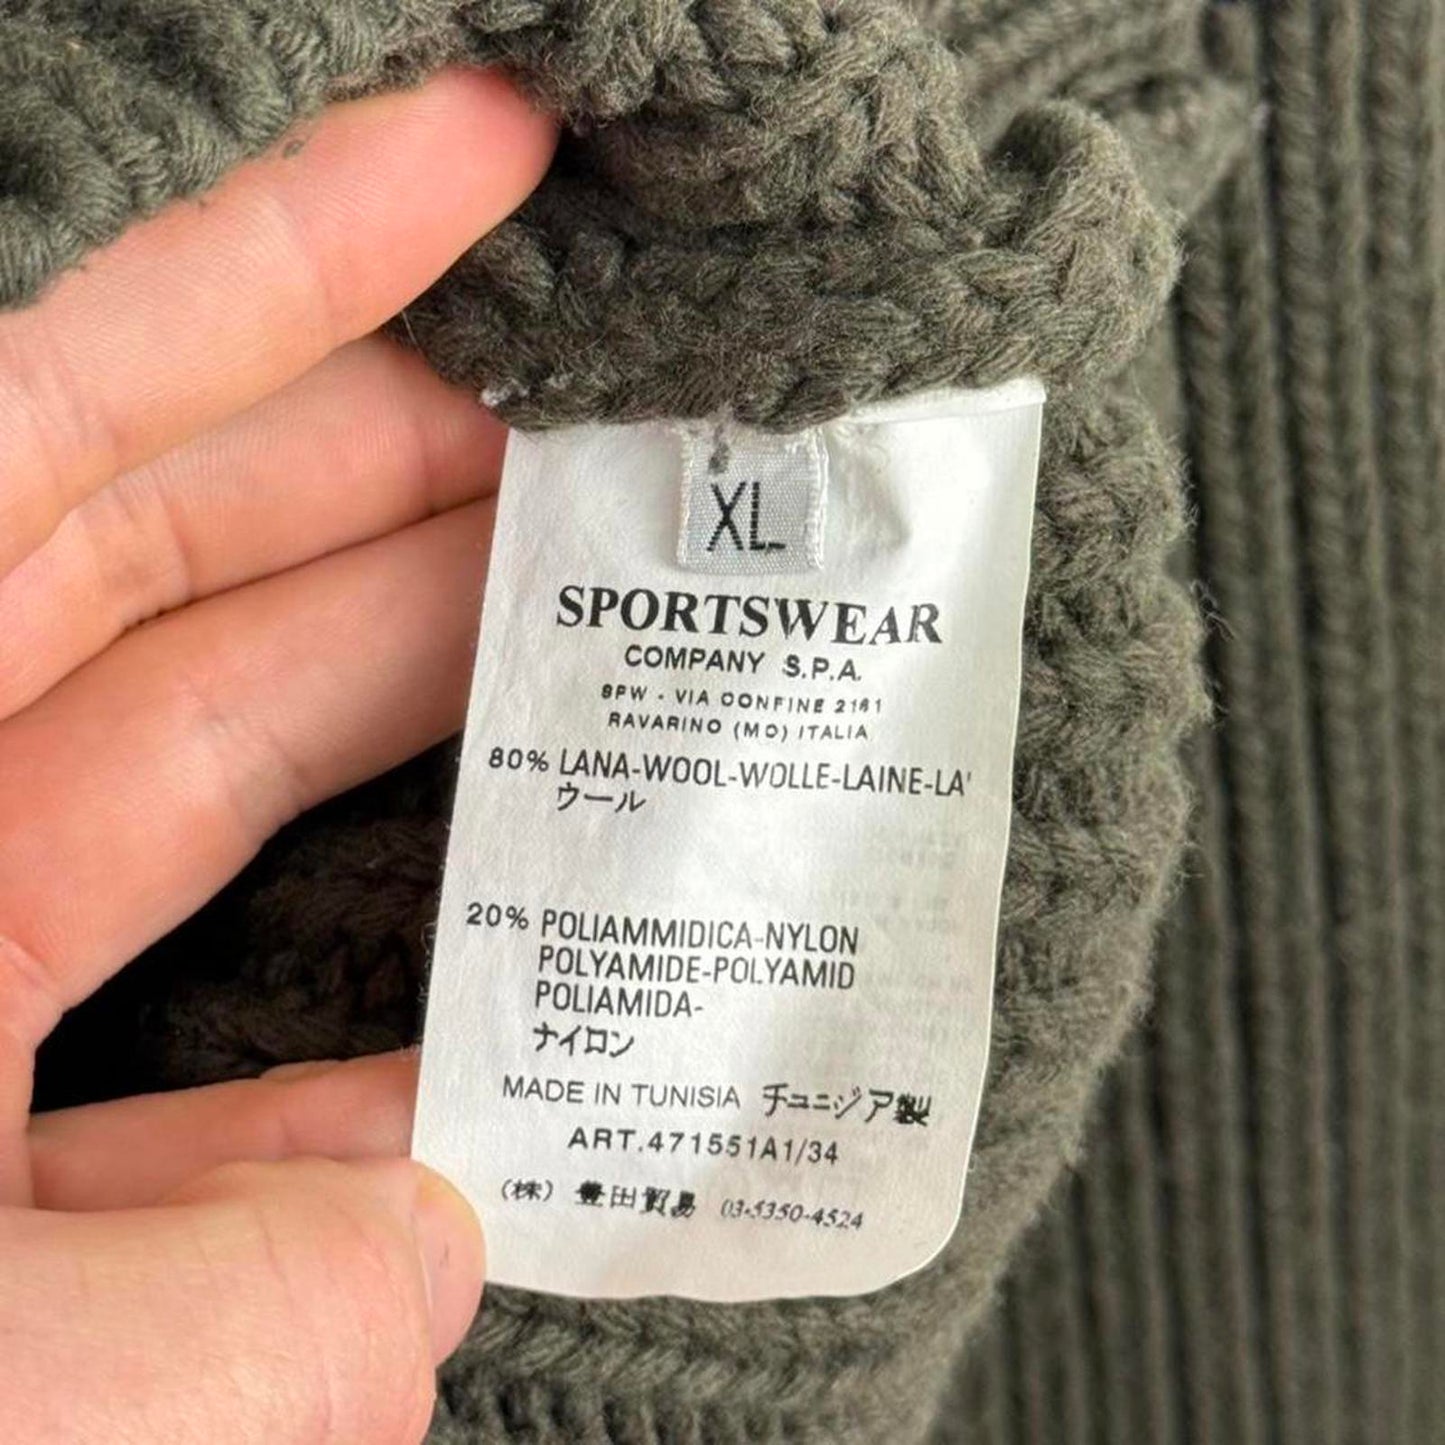 XL
SPORTSWEAR
COMPANY S.P.A.
SPW - VIA CONFINE 2161
RAVARINO (MO) ITALIA
80% LANA-WOOL-WOLLE-LAINE-LA'
ウール
20% POLIAMMIDICA-NYLON
POLYAMIDE-POLYAMID
POLIAMIDA-
ナイロン
MADE IN TUNISIA チュニジア製
ART.471551A1/34
(株) 豊田貿易 03-5350-4524